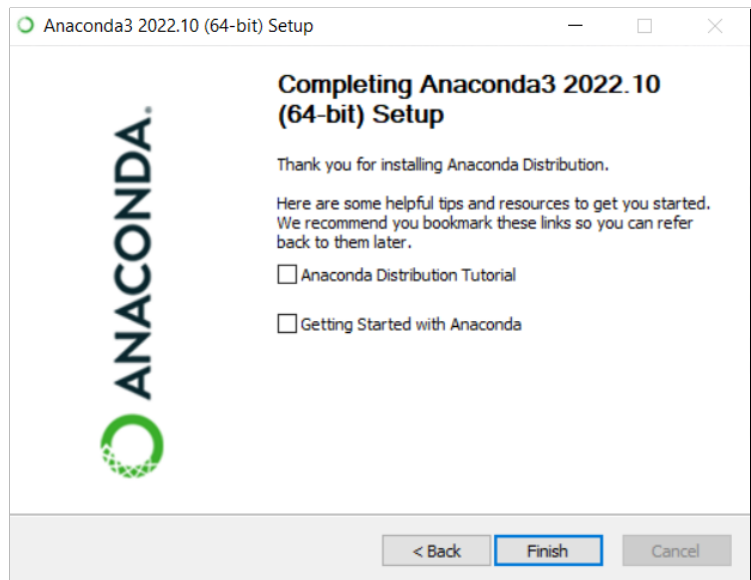 Anaconda3 2022.10 (64-bit) Setup
Completing Anaconda3 2022.10
(64-bit) Setup
Thank you for installing Anaconda Distribution.
Here are some helpful tips and resources to get you started.
We recommend you bookmark these links so you can refer
back to them later.
Anaconda Distribution Tutorial
Getting Started with Anaconda
ANACONDA.
< Back
Finish
Cancel